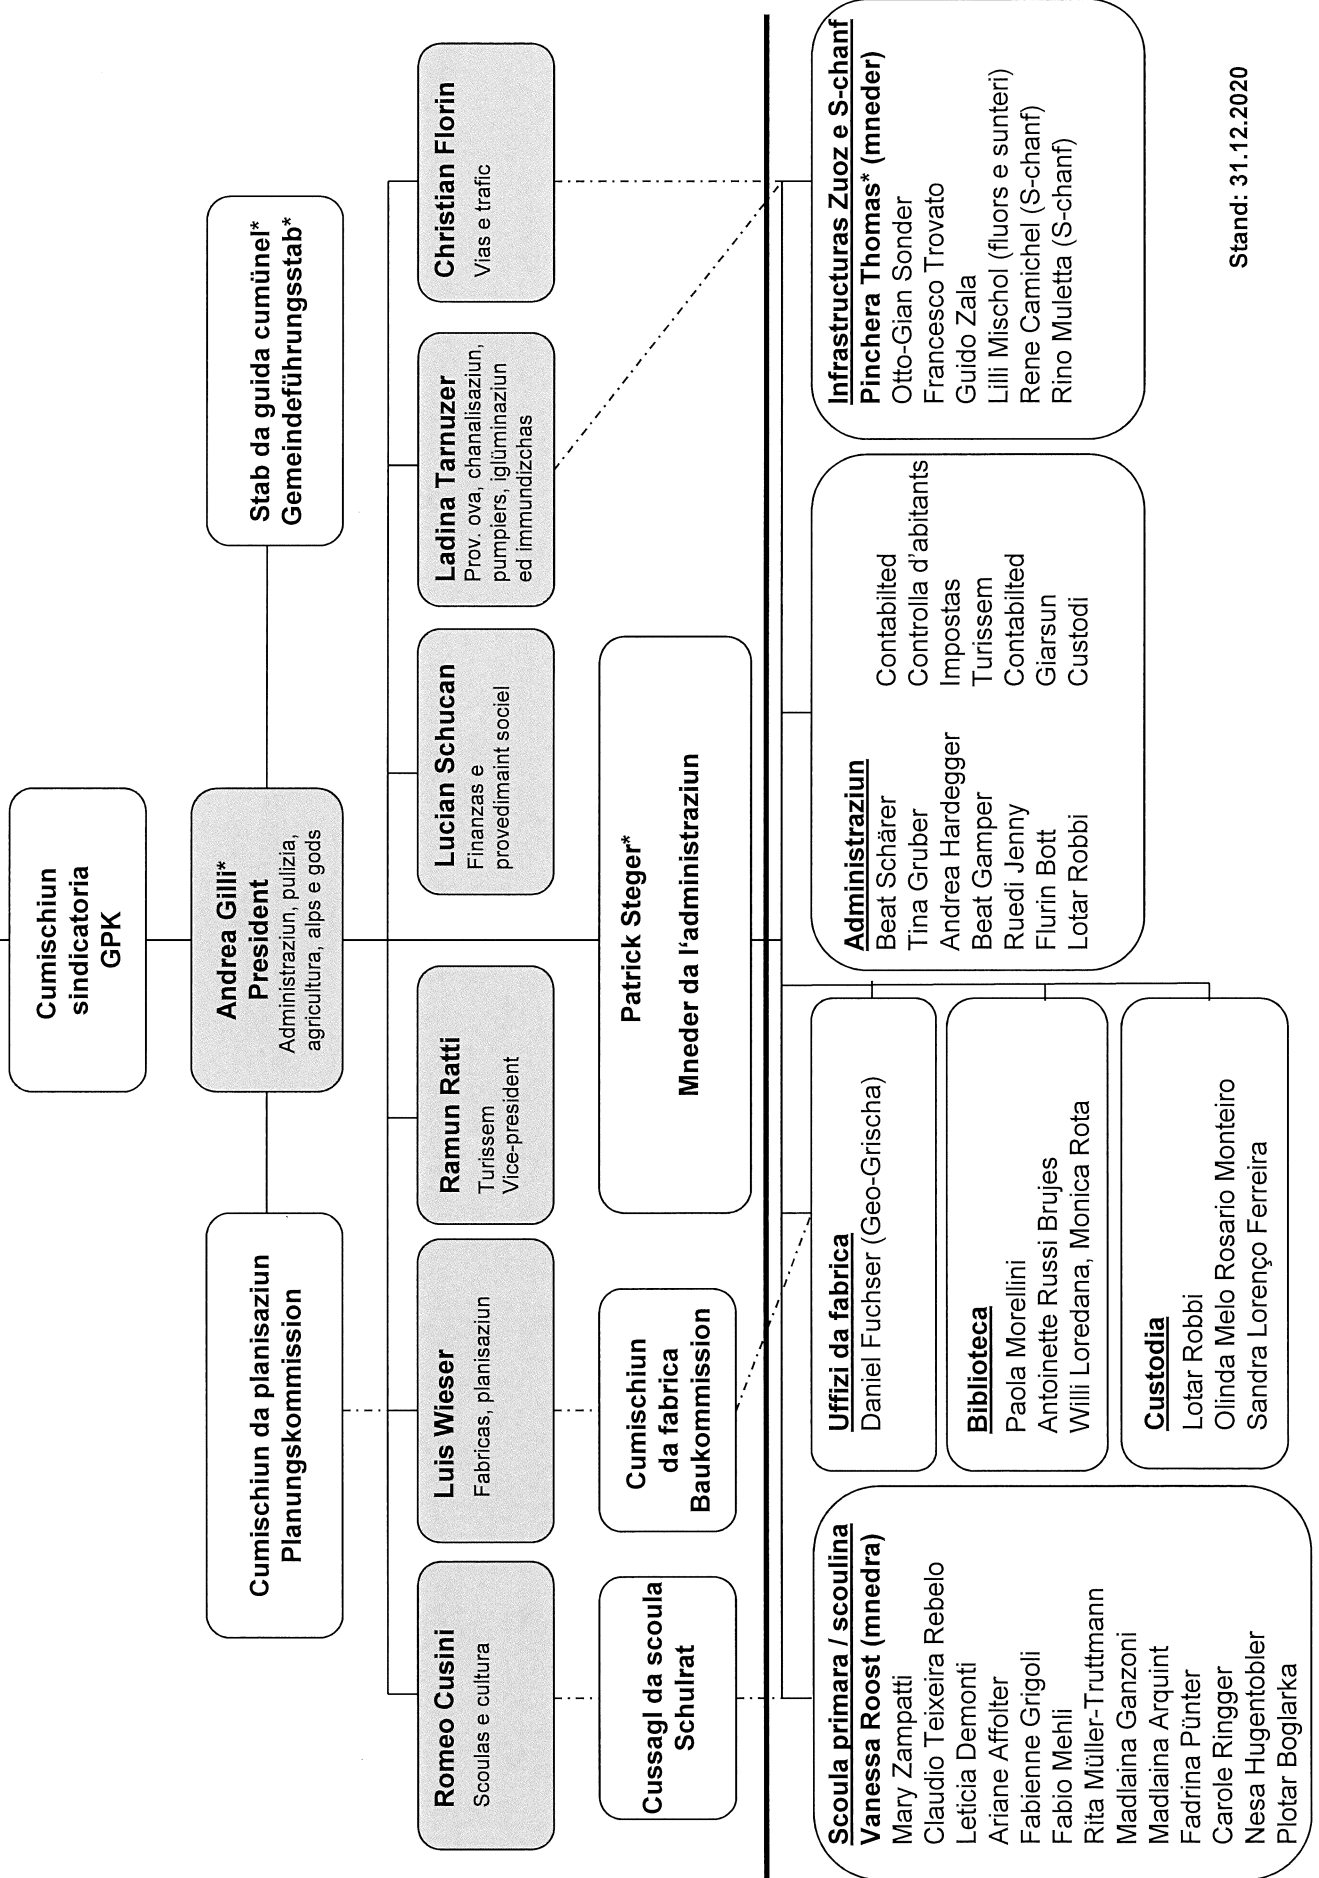 Cumischiun
sindicatoria
GPK
Cumischiun da planisaziun
Planungskommission
Andrea Gilli*
President
Administraziun, pulizia,
agricultura, alps e gods
Stab da guida cumünel*
Gemeindeführungsstab*
Romeo Cusini
Scoulas e cultura
Luis Wieser
Fabricas, planisaziun
Ramun Ratti
Turissem
Vice-president
Lucian Schucan
Finanzas e
provedimaint sociel
Ladina Tarnuzer
Prov. ova, chanalisaziun,
pumpiers, iglüminaziun
ed immundizchas
Christian Florin
Vias e trafic
Cussagl da scoula
Schulrat
Cumischiun
da fabrica
Baukommission
Patrick Steger*
Mneder da l'administraziun
Scoula primara / scoulina
Vanessa Roost (mnedra)
Mary Zampatti
Claudio Teixeira Rebelo
Leticia Demonti
Ariane Affolter
Fabienne Grigoli
Fabio Mehli
Rita Müller-Truttmann
Madlaina Ganzoni
Madlaina Arquint
Fadrina Pünter
Carole Ringger
Nesa Hugentobler
Plotar Boglarka
Uffizi da fabrica
Daniel Fuchser (Geo-Grischa)
Biblioteca
Paola Morellini
Antoinette Russi Brujes
Willi Loredana, Monica Rota
Custodia
Lotar Robbi
Olinda Melo Rosario Monteiro
Sandra Lorenço Ferreira
Administraziun
Beat Schärer Contabilted
Tina Gruber Controlla d'abitants
Andrea Hardegger Impostas
Beat Gamper Turissem
Ruedi Jenny Contabilted
Flurin Bott Giarsun
Lotar Robbi Custodi
Infrastructuras Zuoz e S-chanf
Pinchera Thomas* (mneder)
Otto-Gian Sonder
Francesco Trovato
Guido Zala
Lilli Mischol (fluors e sunteri)
Rene Camichel (S-chanf)
Rino Muletta (S-chanf)
Stand: 31.12.2020